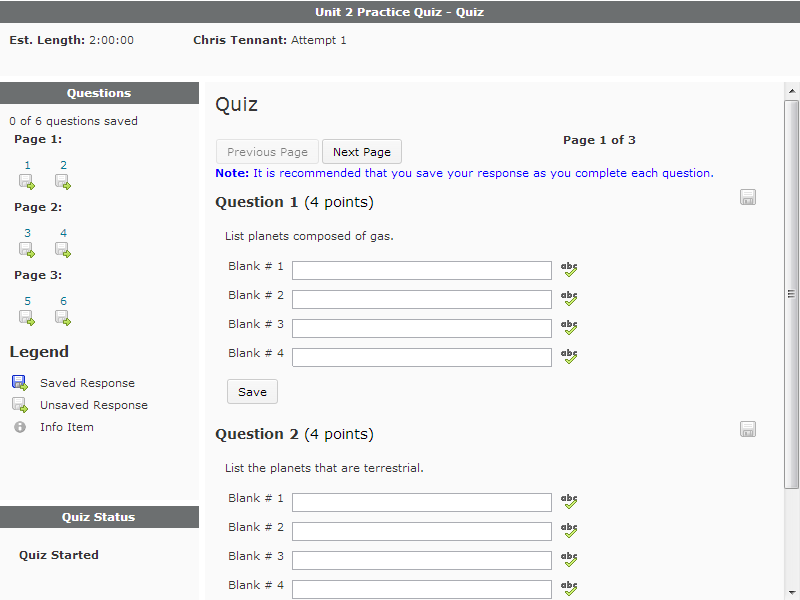 Unit 2 Practice Quiz - Quiz
Est. Length: 2:00:00 Chris Tennant: Attempt 1
Questions
0 of 6 questions saved
Page 1:
1 2
Page 2:
3 4
Page 3:
5 6
Legend
Saved Response
Unsaved Response
Info Item
Quiz Status
Quiz Started
Quiz
Previous Page Next Page Page 1 of 3
Note: It is recommended that you save your response as you complete each question.
Question 1 (4 points)
List planets composed of gas.
Blank # 1 abc
Blank # 2 abc
Blank # 3 abc
Blank # 4 abc
Save
Question 2 (4 points)
List the planets that are terrestrial.
Blank # 1 abc
Blank # 2 abc
Blank # 3 abc
Blank # 4 abc